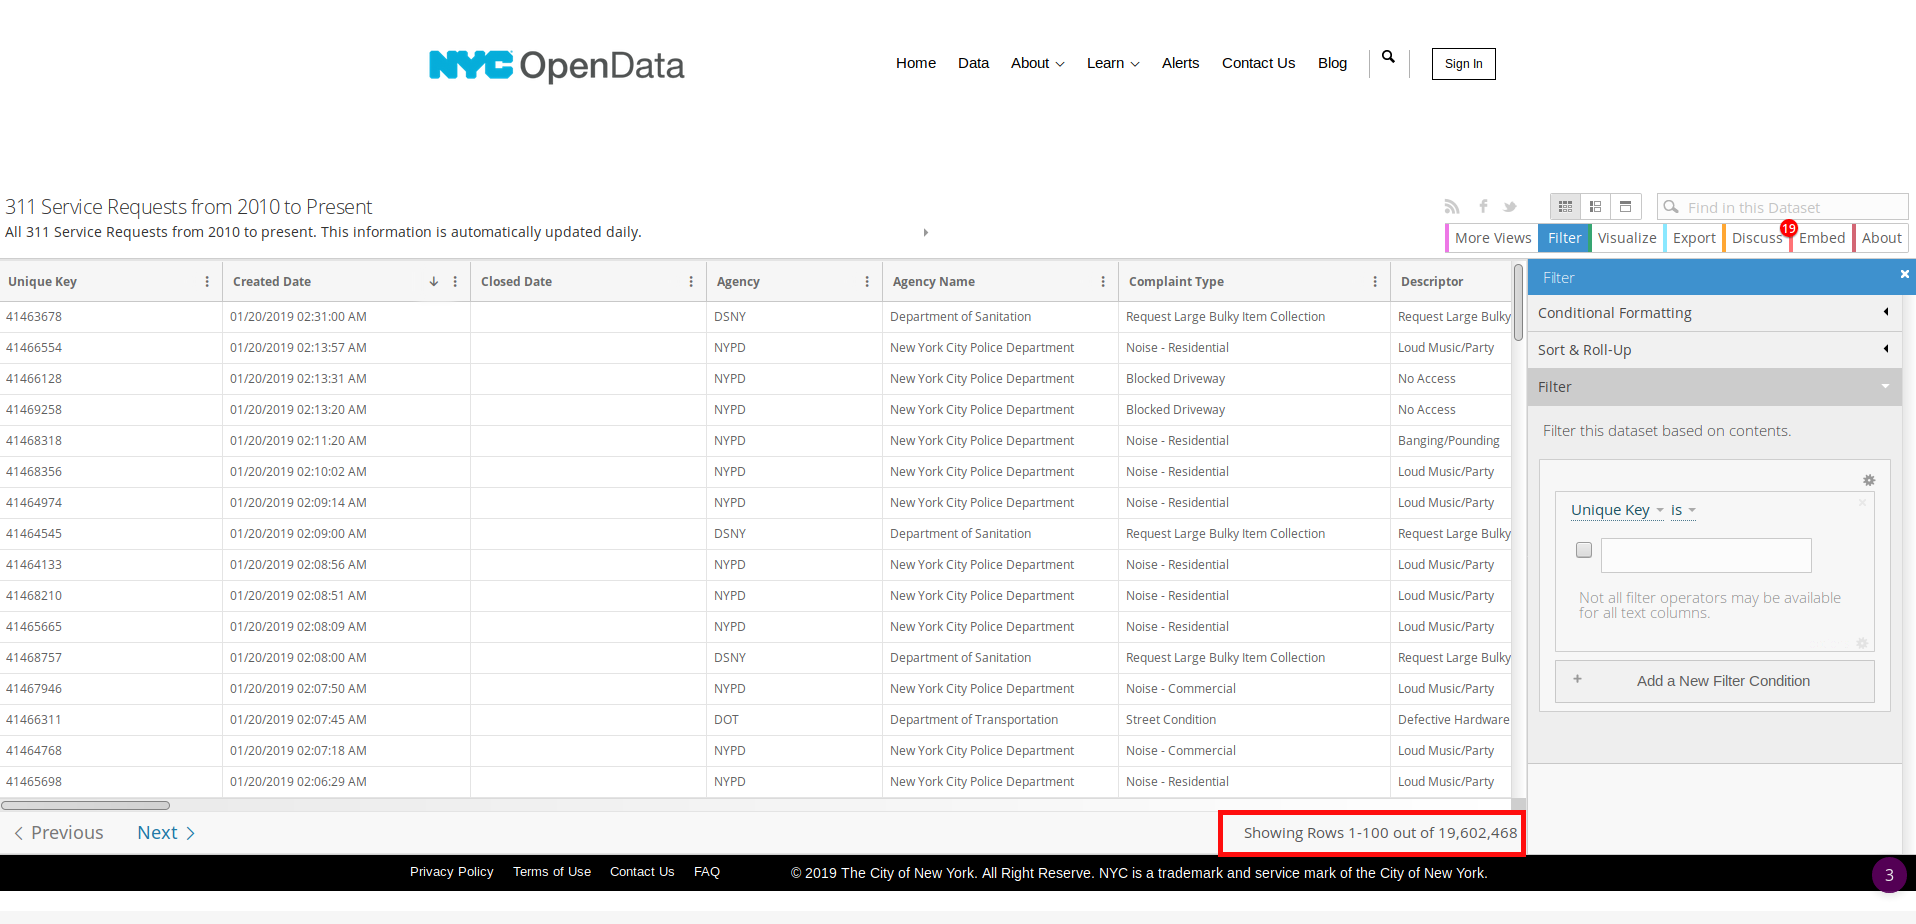 NYC OpenData
Home Data About Learn Alerts Contact Us Blog Sign In
311 Service Requests from 2010 to Present
Find in this Dataset
All 311 Service Requests from 2010 to present. This information is automatically updated daily.
More Views Filter Visualize Export Discuss 19 Embed About
Unique Key Created Date Closed Date Agency Agency Name Complaint Type Descriptor
41463678 01/20/2019 02:31:00 AM DSNY Department of Sanitation Request Large Bulky Item Collection Request Large Bulky
41466554 01/20/2019 02:13:57 AM NYPD New York City Police Department Noise - Residential Loud Music/Party
41466128 01/20/2019 02:13:31 AM NYPD New York City Police Department Blocked Driveway No Access
41469258 01/20/2019 02:13:20 AM NYPD New York City Police Department Blocked Driveway No Access
41468318 01/20/2019 02:11:20 AM NYPD New York City Police Department Noise - Residential Banging/Pounding
41468356 01/20/2019 02:10:02 AM NYPD New York City Police Department Noise - Residential Loud Music/Party
41464974 01/20/2019 02:09:14 AM NYPD New York City Police Department Noise - Residential Loud Music/Party
41464545 01/20/2019 02:09:00 AM DSNY Department of Sanitation Request Large Bulky Item Collection Request Large Bulky
41464133 01/20/2019 02:08:56 AM NYPD New York City Police Department Noise - Residential Loud Music/Party
41468210 01/20/2019 02:08:51 AM NYPD New York City Police Department Noise - Residential Loud Music/Party
41465665 01/20/2019 02:08:09 AM NYPD New York City Police Department Noise - Residential Loud Music/Party
41468757 01/20/2019 02:08:00 AM DSNY Department of Sanitation Request Large Bulky Item Collection Request Large Bulky
41467946 01/20/2019 02:07:50 AM NYPD New York City Police Department Noise - Commercial Loud Music/Party
41466311 01/20/2019 02:07:45 AM DOT Department of Transportation Street Condition Defective Hardware
41464768 01/20/2019 02:07:18 AM NYPD New York City Police Department Noise - Commercial Loud Music/Party
41465698 01/20/2019 02:06:29 AM NYPD New York City Police Department Noise - Residential Loud Music/Party
Previous Next
Showing Rows 1-100 out of 19,602,468
Filter
Conditional Formatting
Sort & Roll-Up
Filter
Filter this dataset based on contents.
Unique Key is
Not all filter operators may be available
for all text columns.
Add a New Filter Condition
Privacy Policy Terms of Use Contact Us FAQ © 2019 The City of New York. All Right Reserve. NYC is a trademark and service mark of the City of New York.
3